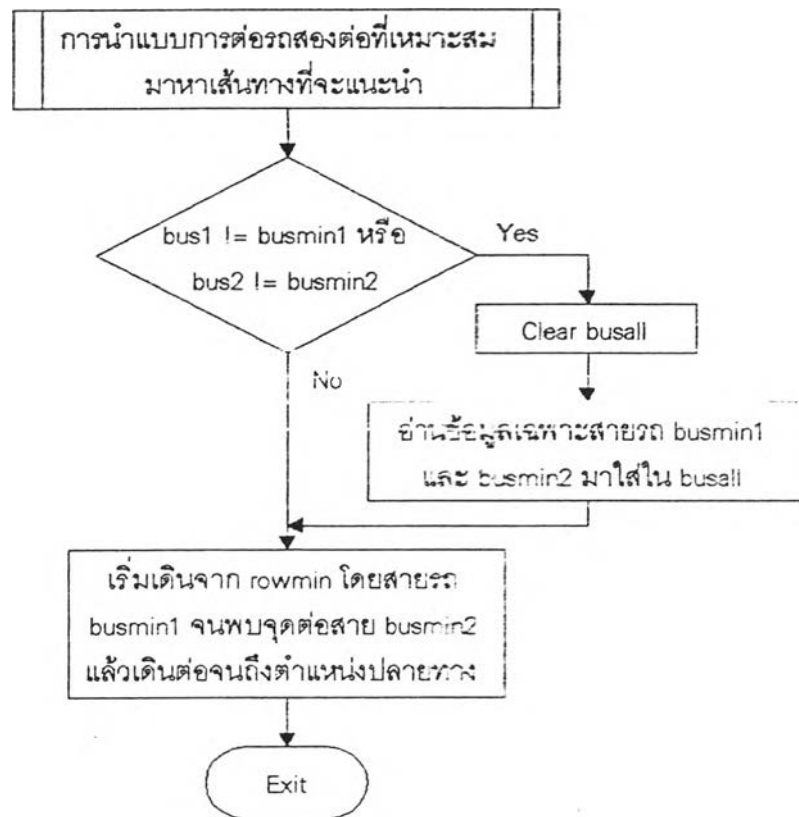 การนำแบบการต่อรถสองต่อที่เหมาะสม
มาหาเส้นทางที่จะแนะนำ
bus1 != busmin1 หรือ
bus2 != busmin2
Yes
Clear busall
No
อ่านข้อมูลเฉพาะสายรถ busmin1
และ busmin2 มาใส่ใน busall
เริ่มเดินจาก rowmin โดยสายรถ
busmin1 จนพบจุดต่อสาย busmin2
แล้วเดินต่อจนถึงตำแหน่งปลายทาง
Exit